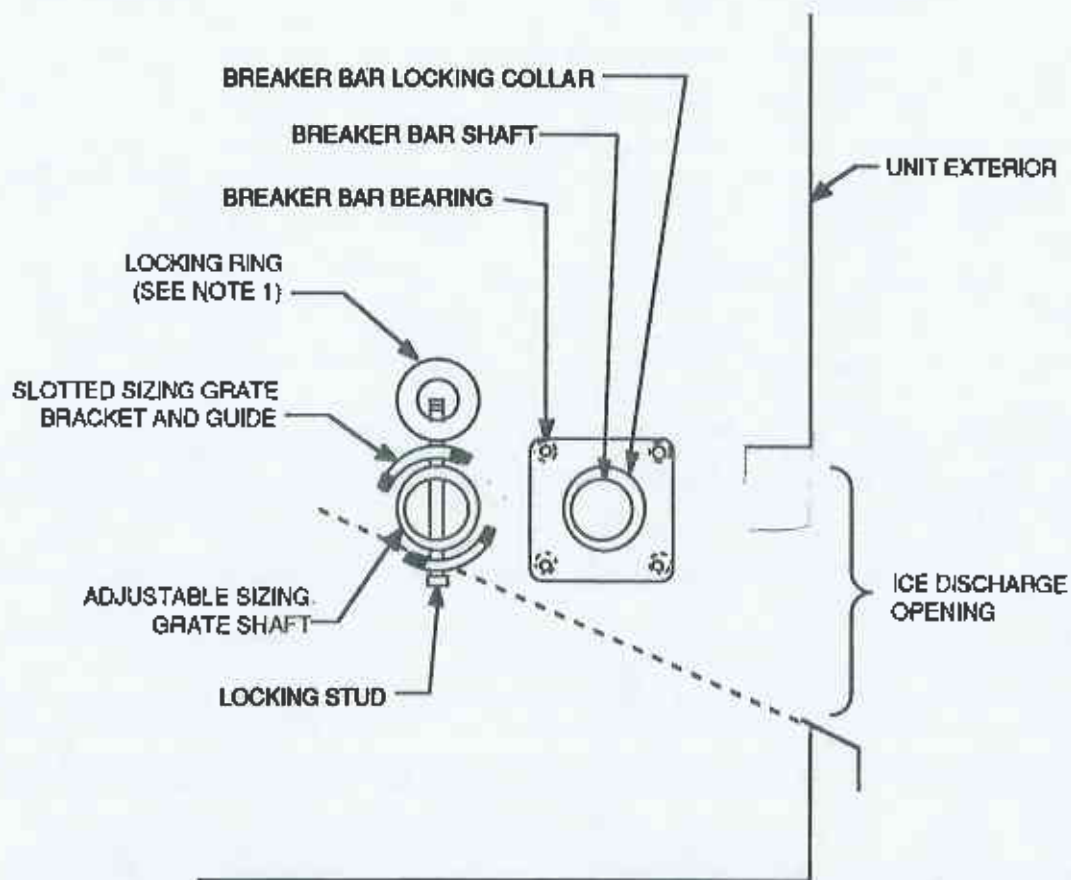 BREAKER BAR LOCKING COLLAR
BREAKER BAR SHAFT
UNIT EXTERIOR
BREAKER BAR BEARING
LOCKING RING
(SEE NOTE 1)
SLOTTED SIZING GRATE
BRACKET AND GUIDE
ADJUSTABLE SIZING
GRATE SHAFT
ICE DISCHARGE
OPENING
LOCKING STUD